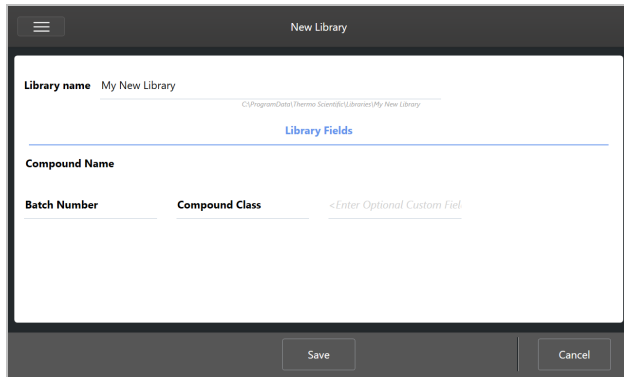 New Library
Library name My New Library
C:\ProgramData\Thermo Scientific\Libraries\My New Library
Library Fields
Compound Name
Batch Number Compound Class <Enter Optional Custom Fiel
Save Cancel